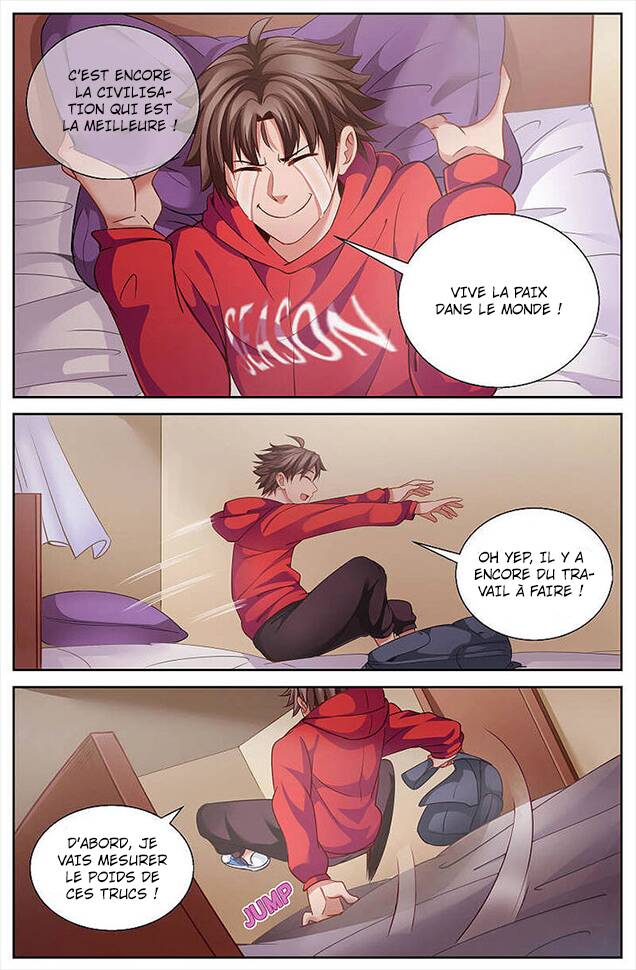 C'EST ENCORE
LA CIVILISA-
TION QUI EST
LA MEILLEURE !
VIVE LA PAIX
DANS LE MONDE !
SEASON
OH YEP, IL Y A
ENCORE DU TRA-
VAIL À FAIRE !
D'ABORD, JE
VAIS MESURER
LE POIDS DE
CES TRUCS !
JUMP